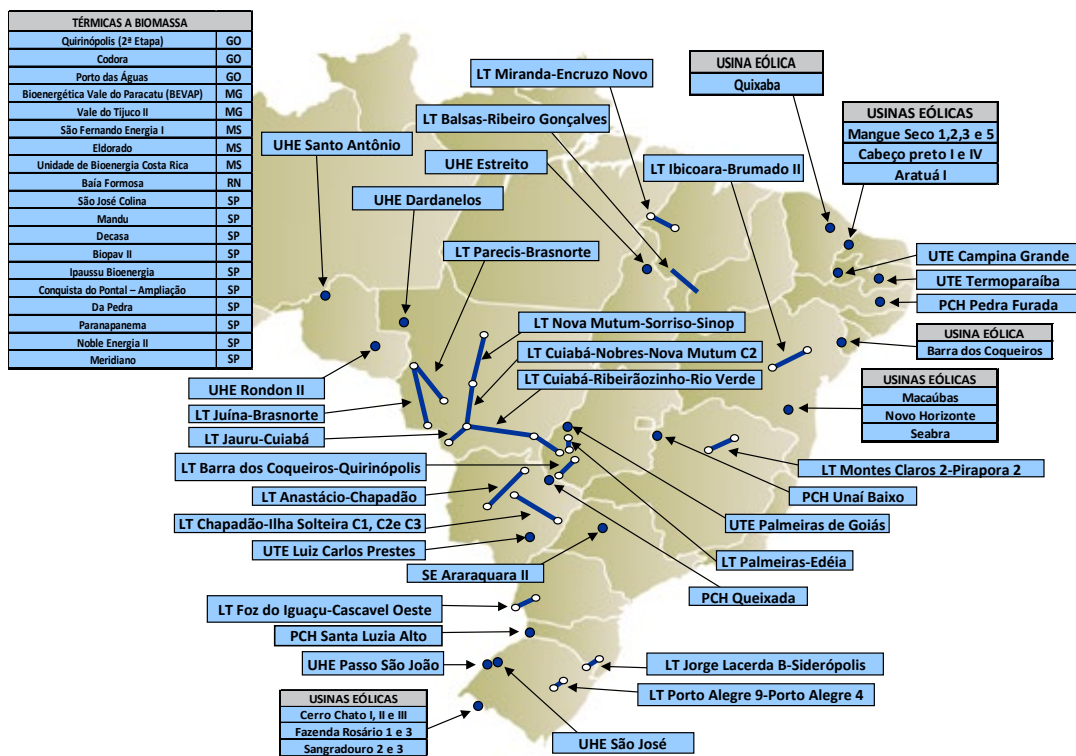 TÉRMICAS A BIOMASSA
Quirinópolis (2ª Etapa) GO
Codora GO
Porto das Águas GO
Bioenergética Vale do Paracatu (BEVAP) MG
Vale do Tijuco II MG
São Fernando Energia I MS
Eldorado MS
Unidade de Bioenergia Costa Rica MS
Baía Formosa RN
São José Colina SP
Mandu SP
Decasa SP
Biopav II SP
Ipaussu Bioenergia SP
Conquista do Pontal – Ampliação SP
Da Pedra SP
Paranapanema SP
Noble Energia II SP
Meridiano SP
LT Miranda-Encruzo Novo
LT Balsas-Ribeiro Gonçalves
UHE Estreito
UHE Santo Antônio
UHE Dardanelos
LT Parecis-Brasnorte
LT Ibicoara-Brumado II
USINA EÓLICA
Quixaba
USINAS EÓLICAS
Mangue Seco 1,2,3 e 5
Cabeço preto I e IV
Aratuá I
UTE Campina Grande
UTE Termoparaíba
PCH Pedra Furada
USINA EÓLICA
Barra dos Coqueiros
USINAS EÓLICAS
Macaúbas
Novo Horizonte
Seabra
LT Nova Mutum-Sorriso-Sinop
LT Cuiabá-Nobres-Nova Mutum C2
LT Cuiabá-Ribeirãozinho-Rio Verde
UHE Rondon II
LT Juína-Brasnorte
LT Jauru-Cuiabá
LT Barra dos Coqueiros-Quirinópolis
LT Anastácio-Chapadão
LT Chapadão-Ilha Solteira C1, C2e C3
UTE Luiz Carlos Prestes
SE Araraquara II
LT Montes Claros 2-Pirapora 2
PCH Unaí Baixo
UTE Palmeiras de Goiás
LT Palmeiras-Edéia
PCH Queixada
LT Foz do Iguaçu-Cascavel Oeste
PCH Santa Luzia Alto
UHE Passo São João
LT Jorge Lacerda B-Siderópolis
LT Porto Alegre 9-Porto Alegre 4
USINAS EÓLICAS
Cerro Chato I, II e III
Fazenda Rosário 1 e 3
Sangradouro 2 e 3
UHE São José